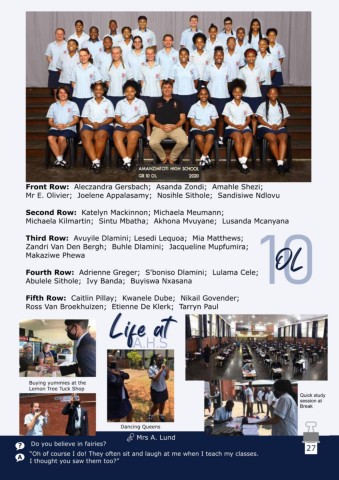 AMANZIMTOTI HIGH SCHOOL
GR 10 OL 2020
Front Row: Aleczandra Gersbach; Asanda Zondi; Amahle Shezi;
Mr E. Olivier; Joelene Appalasamy; Nosihle Sithole; Sandisiwe Ndlovu
Second Row: Katelyn Mackinnon; Michaela Meumann;
Michaela Kilmartin; Sintu Mbatha; Akhona Mvuyane; Lusanda Mcanyana
Third Row: Avuyile Dlamini; Lesedi Lequoa; Mia Matthews;
Zandri Van Den Bergh; Buhle Dlamini; Jacqueline Mupfumira;
Makaziwe Phewa
10
OL
Fourth Row: Adrienne Greger; S'boniso Dlamini; Lulama Cele;
Abulele Sithole; Ivy Banda; Buyiswa Nxasana
Fifth Row: Caitlin Pillay; Kwanele Dube; Nikail Govender;
Ross Van Broekhuizen; Etienne De Klerk; Tarryn Paul
Life at
A.H.S
Buying yummies at the
Lemon Tree Tuck Shop
Dancing Queens
Quick study
session at
Break
Mrs A. Lund
? Do you believe in fairies?
A "Oh of course I do! They often sit and laugh at me when I teach my classes.
I thought you saw them too?"
27